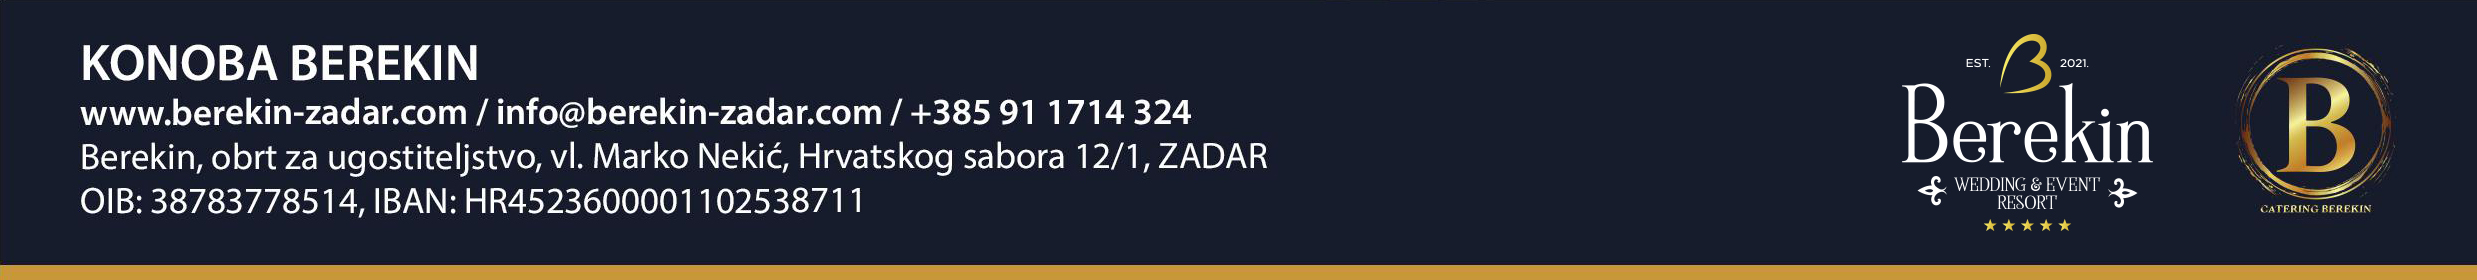 KONOBA BEREKIN
www.berekin-zadar.com / info@berekin-zadar.com / +385 91 1714 324
Berekin, obrt za ugostiteljstvo, vl. Marko Nekić, Hrvatskog sabora 12/1, ZADAR
OIB: 38783778514, IBAN: HR4523600001102538711
EST. B 2021.
Berekin
WEDDING & EVENT
RESORT
B
CATERING BEREKIN